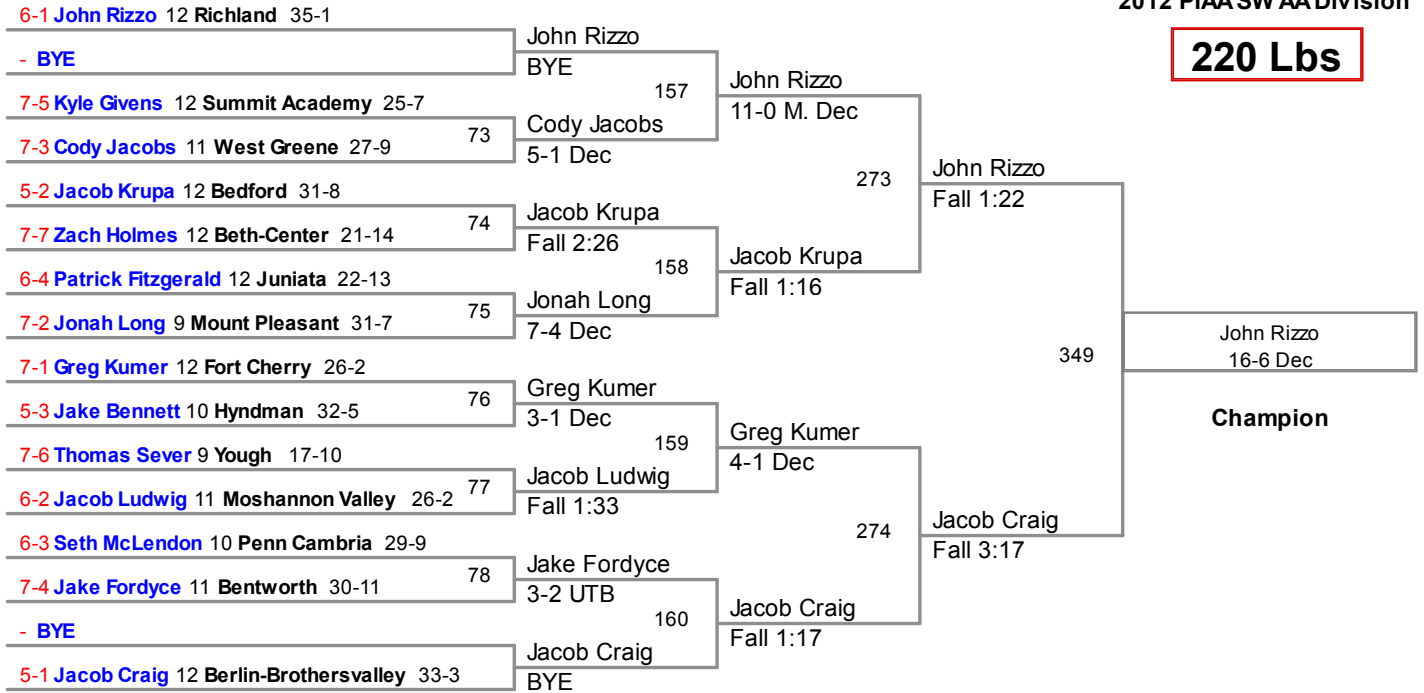 2012 PIAA SW AA Division
220 Lbs
6-1 John Rizzo 12 Richland 35-1
- BYE
7-5 Kyle Givens 12 Summit Academy 25-7
7-3 Cody Jacobs 11 West Greene 27-9
5-2 Jacob Krupa 12 Bedford 31-8
7-7 Zach Holmes 12 Beth-Center 21-14
6-4 Patrick Fitzgerald 12 Juniata 22-13
7-2 Jonah Long 9 Mount Pleasant 31-7
7-1 Greg Kumer 12 Fort Cherry 26-2
5-3 Jake Bennett 10 Hyndman 32-5
7-6 Thomas Sever 9 Yough 17-10
6-2 Jacob Ludwig 11 Moshannon Valley 26-2
6-3 Seth McLendon 10 Penn Cambria 29-9
7-4 Jake Fordyce 11 Bentworth 30-11
- BYE
5-1 Jacob Craig 12 Berlin-Brothersvalley 33-3
73
74
75
76
77
78
John Rizzo
BYE
Cody Jacobs
5-1 Dec
Jacob Krupa
Fall 2:26
Jonah Long
7-4 Dec
Greg Kumer
3-1 Dec
Jacob Ludwig
Fall 1:33
Jake Fordyce
3-2 UTB
Jacob Craig
BYE
157
158
159
160
John Rizzo
11-0 M. Dec
Jacob Krupa
Fall 1:16
Greg Kumer
4-1 Dec
Jacob Craig
Fall 1:17
273
274
John Rizzo
Fall 1:22
Jacob Craig
Fall 3:17
349
John Rizzo
16-6 Dec
Champion